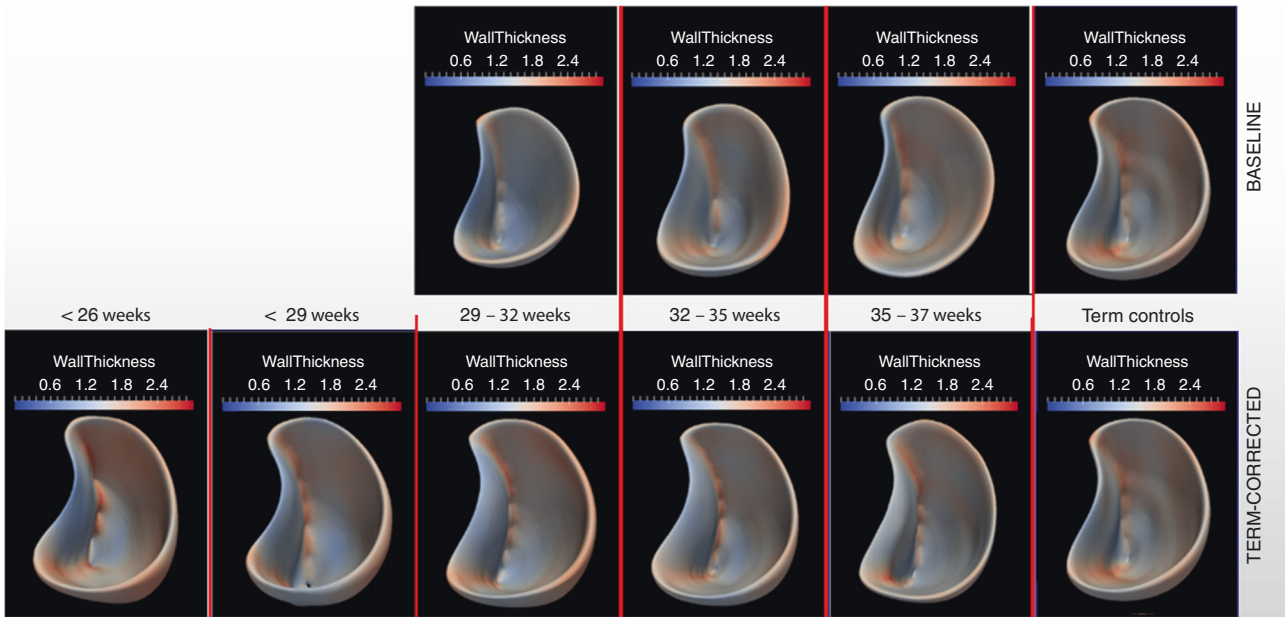 WallThickness
0.6 1.2 1.8 2.4
WallThickness
0.6 1.2 1.8 2.4
WallThickness
0.6 1.2 1.8 2.4
WallThickness
0.6 1.2 1.8 2.4
BASELINE
< 26 weeks
< 29 weeks
29 – 32 weeks
32 – 35 weeks
35 – 37 weeks
Term controls
WallThickness
0.6 1.2 1.8 2.4
WallThickness
0.6 1.2 1.8 2.4
WallThickness
0.6 1.2 1.8 2.4
WallThickness
0.6 1.2 1.8 2.4
WallThickness
0.6 1.2 1.8 2.4
WallThickness
0.6 1.2 1.8 2.4
TERM-CORRECTED